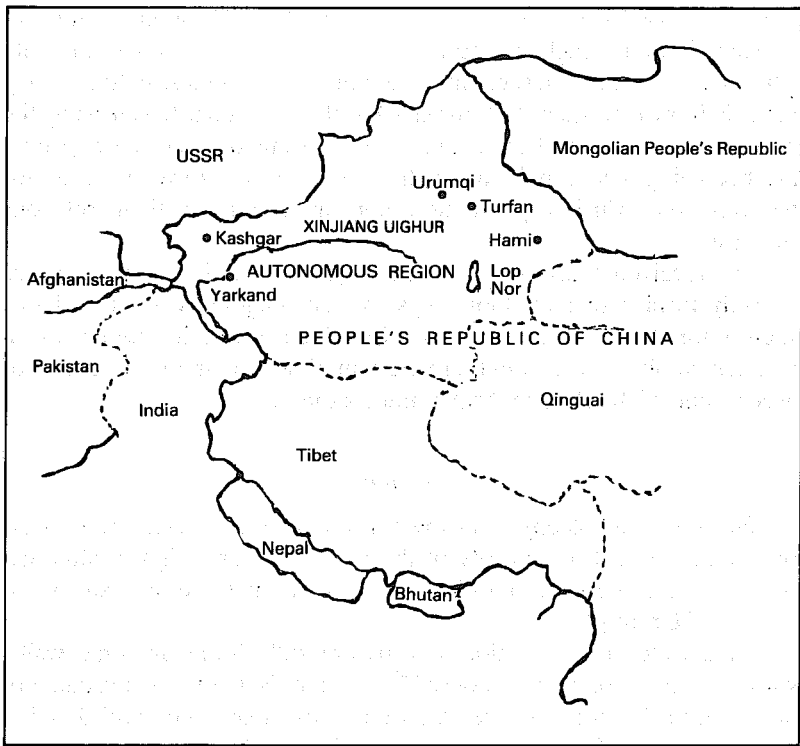 USSR
Mongolian People's Republic
Urumqi
Turfan
XINJIANG UIGHUR
Kashgar
Hami
AUTONOMOUS REGION
Lop
Nor
Afghanistan
Yarkand
PEOPLE'S REPUBLIC OF CHINA
Pakistan
Qinguai
India
Tibet
Nepal
Bhutan